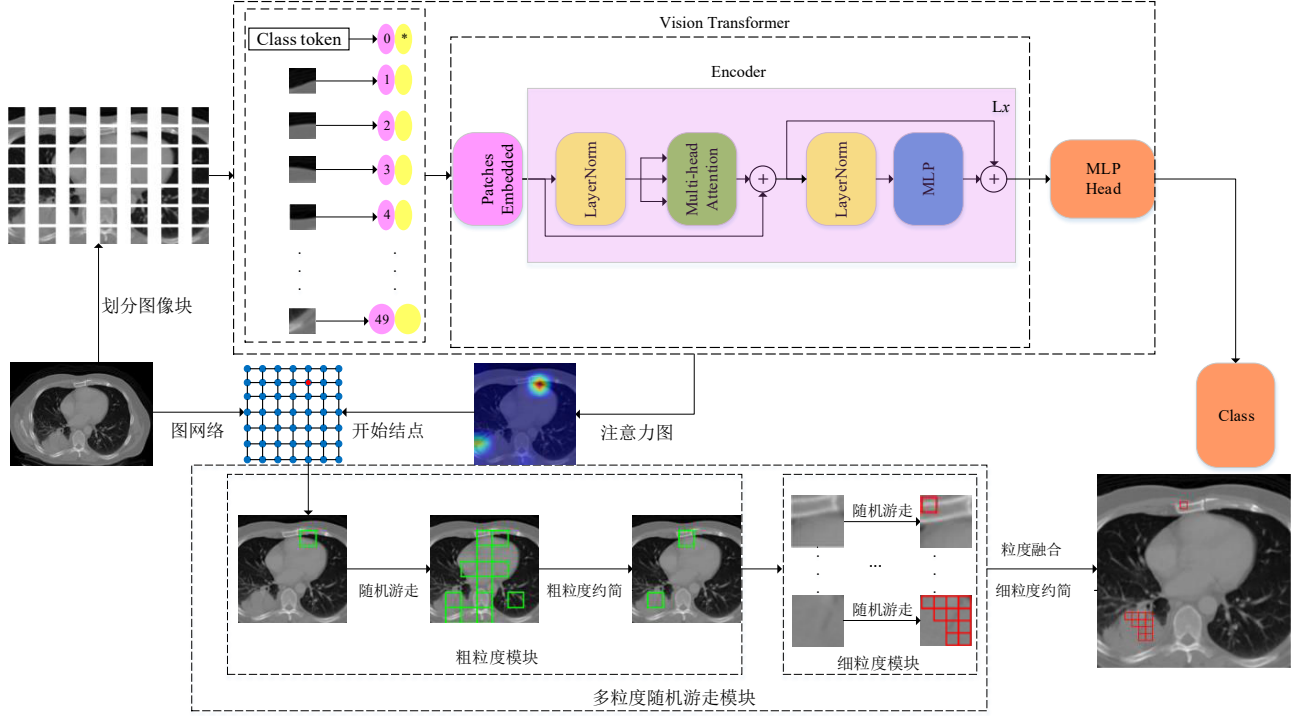 Vision Transformer
Class token
0
*
1
2
3
4
49
Encoder
Lx
Patches Embedded
LayerNorm
Multi-head Attention
+
LayerNorm
MLP
+
MLP Head
划分图像块
图网络
开始结点
注意力图
Class
随机游走
粗粒度约简
粗粒度模块
随机游走
...
随机游走
细粒度模块
粒度融合
细粒度约简
多粒度随机游走模块